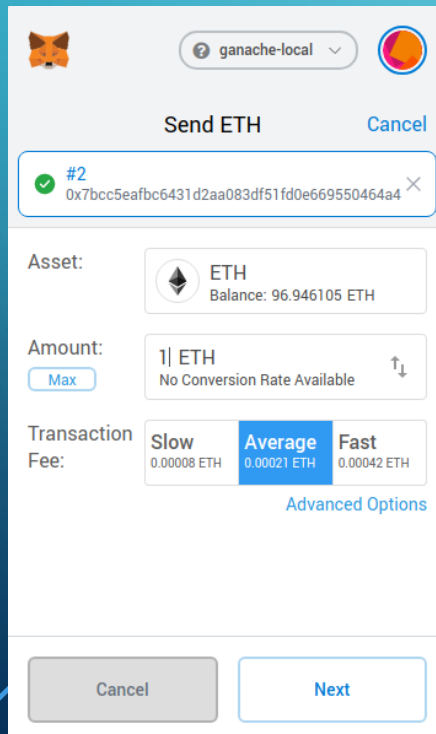 ganache-local
Send ETH
Cancel
#2
0x7bcc5eafbc6431d2aa083df51fd0e669550464a4
Asset:
ETH
Balance: 96.946105 ETH
Amount:
Max
1 ETH
No Conversion Rate Available
Transaction
Fee:
Slow
0.00008 ETH
Average
0.00021 ETH
Fast
0.00042 ETH
Advanced Options
Cancel
Next